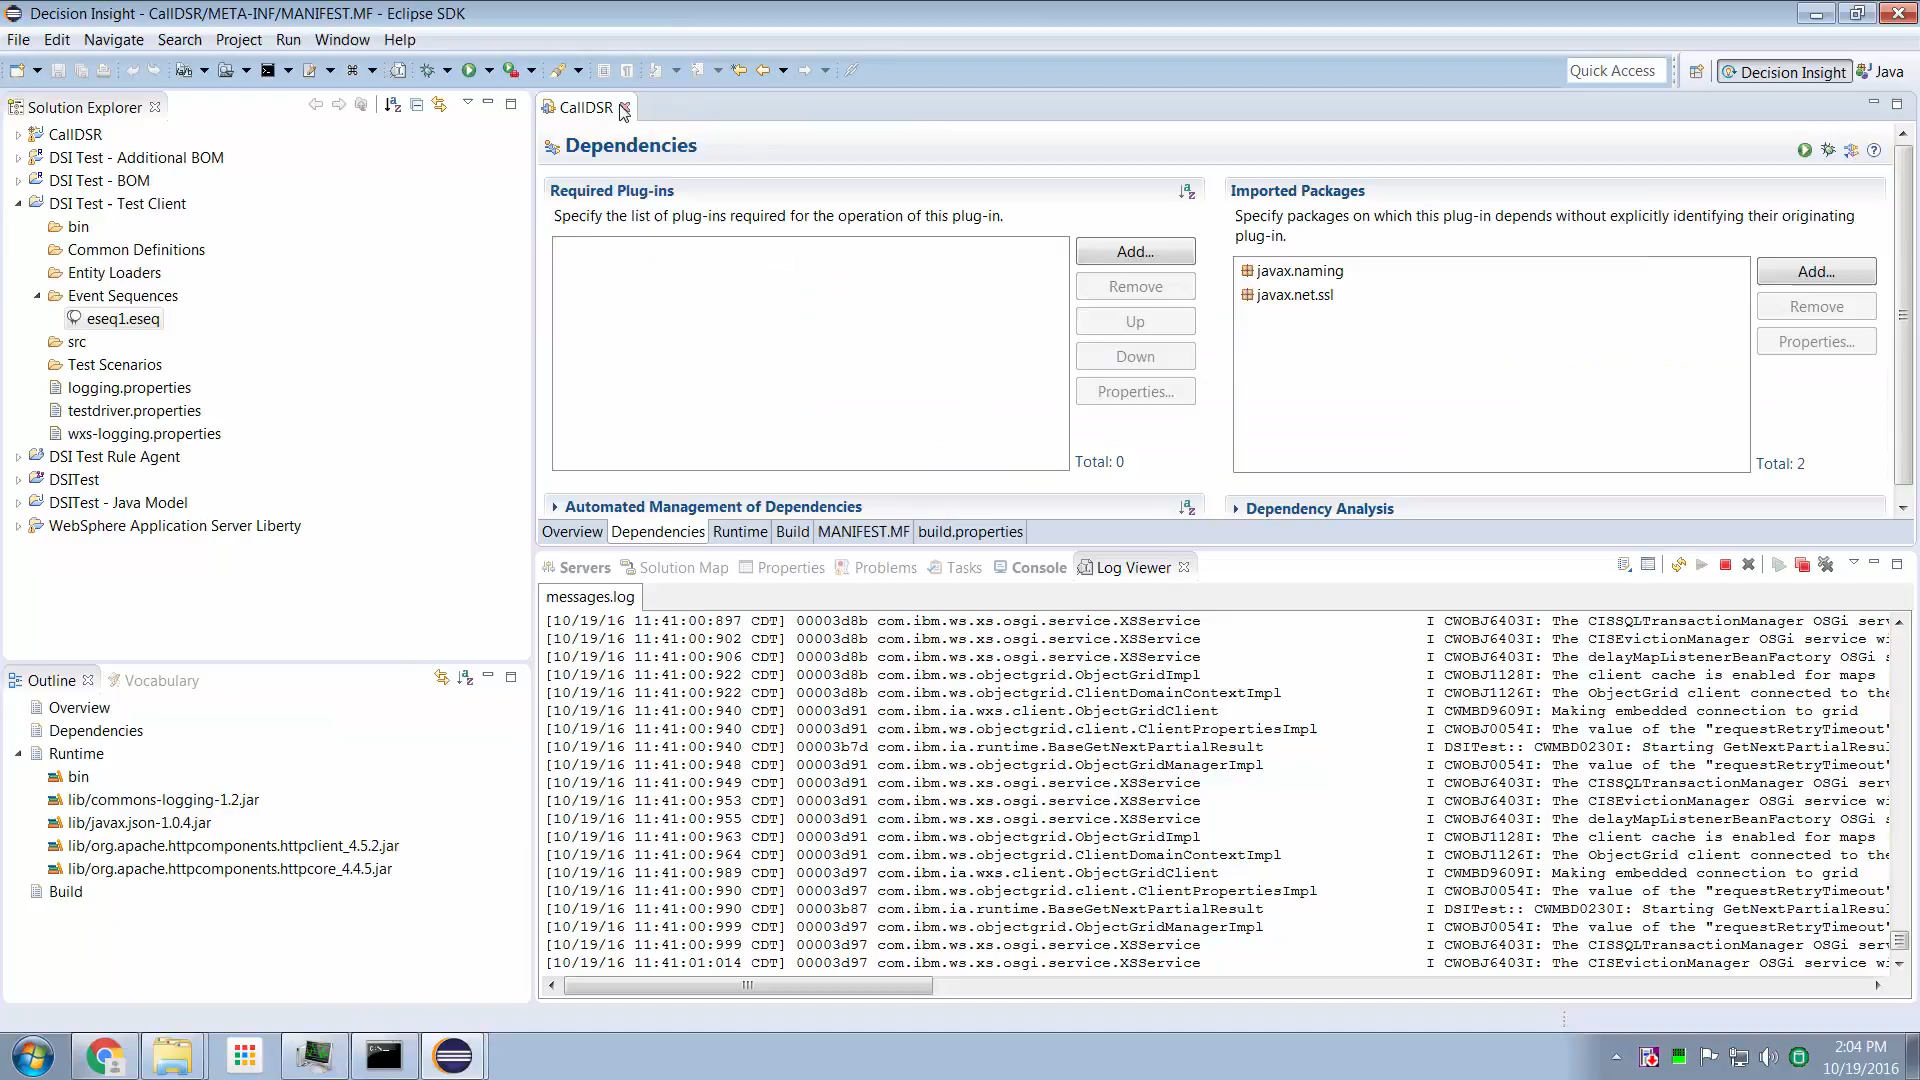 Decision Insight - CallDSR/META-INF/MANIFEST.MF - Eclipse SDK
File Edit Navigate Search Project Run Window Help
Quick Access
Decision Insight
Java
Solution Explorer
CallDSR
DSI Test - Additional BOM
DSI Test - BOM
DSI Test - Test Client
bin
Common Definitions
Entity Loaders
Event Sequences
eseq1.eseq
src
Test Scenarios
logging.properties
testdriver.properties
wxs-logging.properties
DSI Test Rule Agent
DSITest
DSITest - Java Model
WebSphere Application Server Liberty
Outline Vocabulary
Overview
Dependencies
Runtime
bin
lib/commons-logging-1.2.jar
lib/javax.json-1.0.4.jar
lib/org.apache.httpcomponents.httpclient_4.5.2.jar
lib/org.apache.httpcomponents.httpcore_4.4.5.jar
Build
CallDSR
Dependencies
Required Plug-ins
Specify the list of plug-ins required for the operation of this plug-in.
Add...
Remove
Up
Down
Properties...
Total: 0
Imported Packages
Specify packages on which this plug-in depends without explicitly identifying their originating
plug-in.
javax.naming
javax.net.ssl
Add...
Remove
Properties...
Total: 2
Automated Management of Dependencies
Dependency Analysis
Overview Dependencies Runtime Build MANIFEST.MF build.properties
Servers Solution Map Properties Problems Tasks Console Log Viewer
messages.log
[10/19/16 11:41:00:897 CDT] 00003d8b com.ibm.ws.xs.osgi.service.XSService I CWOBJ6403I: The CISSQLTransactionManager OSGi serv
[10/19/16 11:41:00:902 CDT] 00003d8b com.ibm.ws.xs.osgi.service.XSService I CWOBJ6403I: The CISEvictionManager OSGi service wi
[10/19/16 11:41:00:906 CDT] 00003d8b com.ibm.ws.xs.osgi.service.XSService I CWOBJ6403I: The delayMapListenerBeanFactory OSGi s
[10/19/16 11:41:00:922 CDT] 00003d8b com.ibm.ws.objectgrid.ObjectGridImpl I CWOBJ1128I: The client cache is enabled for maps
[10/19/16 11:41:00:922 CDT] 00003d8b com.ibm.ws.objectgrid.ClientDomainContextImpl I CWOBJ1126I: The ObjectGrid client connected to the
[10/19/16 11:41:00:940 CDT] 00003d91 com.ibm.ia.wxs.client.ObjectGridClient I CWMBD9609I: Making embedded connection to grid
[10/19/16 11:41:00:940 CDT] 00003d91 com.ibm.ws.objectgrid.client.ClientPropertiesImpl I CWOBJ0054I: The value of the "requestRetryTimeout"
[10/19/16 11:41:00:940 CDT] 00003b7d com.ibm.ia.runtime.BaseGetNextPartialResult I DSITest:: CWMBD0230I: Starting GetNextPartialResul
[10/19/16 11:41:00:948 CDT] 00003d91 com.ibm.ws.objectgrid.ObjectGridManagerImpl I CWOBJ0054I: The value of the "requestRetryTimeout"
[10/19/16 11:41:00:949 CDT] 00003d91 com.ibm.ws.xs.osgi.service.XSService I CWOBJ6403I: The CISSQLTransactionManager OSGi serv
[10/19/16 11:41:00:953 CDT] 00003d91 com.ibm.ws.xs.osgi.service.XSService I CWOBJ6403I: The CISEvictionManager OSGi service wi
[10/19/16 11:41:00:955 CDT] 00003d91 com.ibm.ws.xs.osgi.service.XSService I CWOBJ6403I: The delayMapListenerBeanFactory OSGi s
[10/19/16 11:41:00:963 CDT] 00003d91 com.ibm.ws.objectgrid.ObjectGridImpl I CWOBJ1128I: The client cache is enabled for maps
[10/19/16 11:41:00:964 CDT] 00003d91 com.ibm.ws.objectgrid.ClientDomainContextImpl I CWOBJ1126I: The ObjectGrid client connected to the
[10/19/16 11:41:00:989 CDT] 00003d97 com.ibm.ia.wxs.client.ObjectGridClient I CWMBD9609I: Making embedded connection to grid
[10/19/16 11:41:00:990 CDT] 00003d97 com.ibm.ws.objectgrid.client.ClientPropertiesImpl I CWOBJ0054I: The value of the "requestRetryTimeout"
[10/19/16 11:41:00:990 CDT] 00003b87 com.ibm.ia.runtime.BaseGetNextPartialResult I DSITest:: CWMBD0230I: Starting GetNextPartialResul
[10/19/16 11:41:00:999 CDT] 00003d97 com.ibm.ws.objectgrid.ObjectGridManagerImpl I CWOBJ0054I: The value of the "requestRetryTimeout"
[10/19/16 11:41:00:999 CDT] 00003d97 com.ibm.ws.xs.osgi.service.XSService I CWOBJ6403I: The CISSQLTransactionManager OSGi serv
[10/19/16 11:41:01:014 CDT] 00003d97 com.ibm.ws.xs.osgi.service.XSService I CWOBJ6403I: The CISEvictionManager OSGi service wi
2:04 PM
10/19/2016